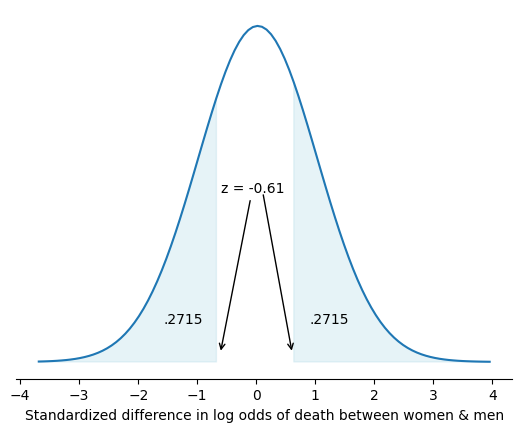 z = -0.61
.2715 .2715
−4 −3 −2 −1 0 1 2 3 4
Standardized difference in log odds of death between women & men